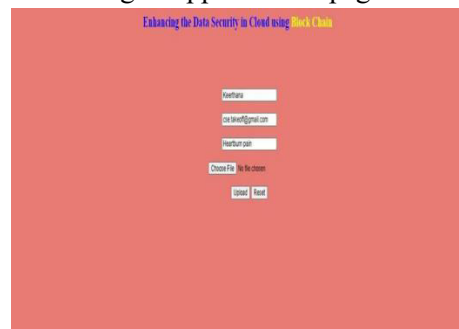 Enhancing the Data Security in Cloud using Block Chain
Keerthana
cse.takeoff@gmail.com
Heartburn pain
Choose File No file chosen
Upload Reset